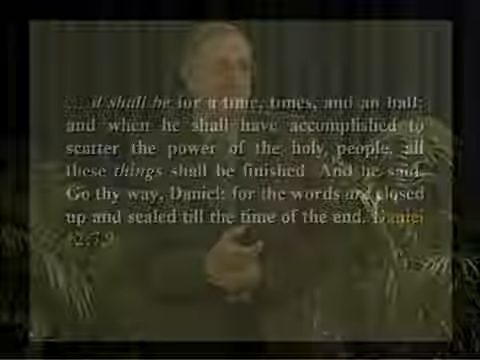 ... it shall be for a time, times, and an half;
and when he shall have accomplished to
scatter the power of the holy people, all
these things shall be finished. And he said,
Go thy way, Daniel: for the words are closed
up and sealed till the time of the end. Daniel
12:7,9